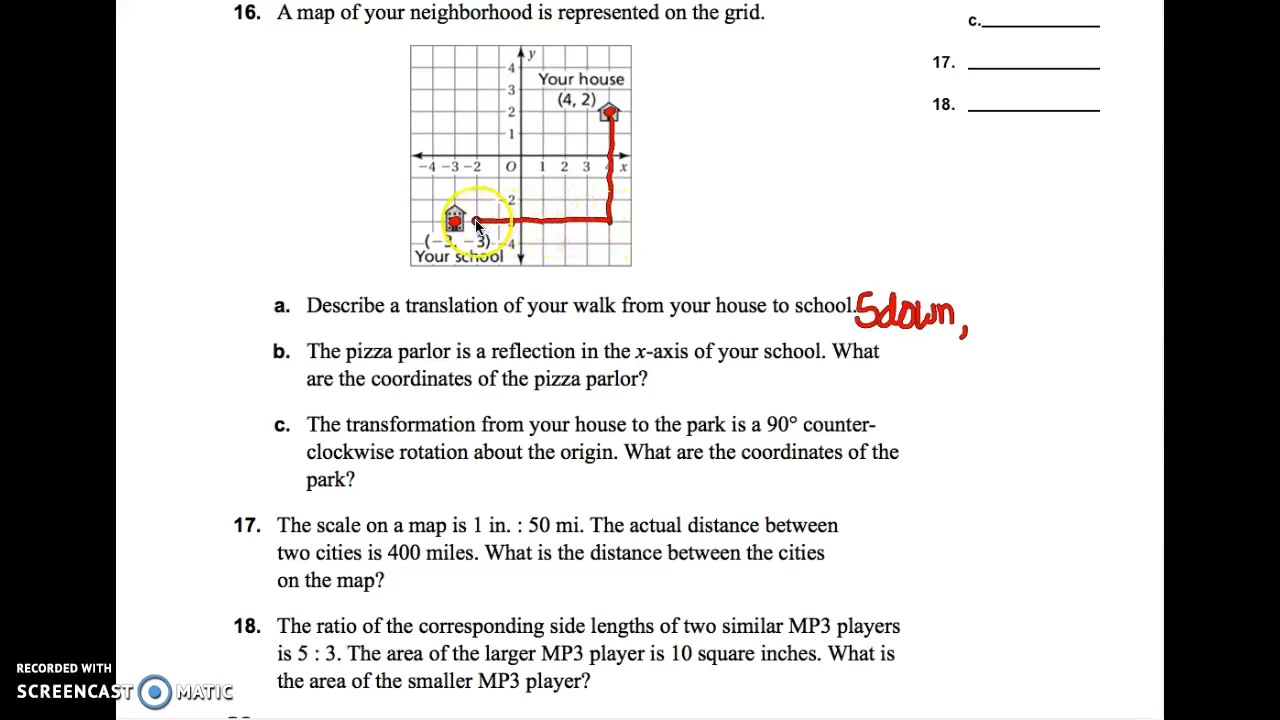 16. A map of your neighborhood is represented on the grid.
c.
y
4
Your house
3
(4, 2)
2
1
−4 −3 −2 O 1 2 3 x
2
(−3, −3) 4
Your school
17.
18.
a. Describe a translation of your walk from your house to school. 5down,
b. The pizza parlor is a reflection in the x-axis of your school. What
are the coordinates of the pizza parlor?
c. The transformation from your house to the park is a 90° counter-
clockwise rotation about the origin. What are the coordinates of the
park?
17. The scale on a map is 1 in. : 50 mi. The actual distance between
two cities is 400 miles. What is the distance between the cities
on the map?
18. The ratio of the corresponding side lengths of two similar MP3 players
is 5 : 3. The area of the larger MP3 player is 10 square inches. What is
the area of the smaller MP3 player?
RECORDED WITH
SCREENCAST MATIC